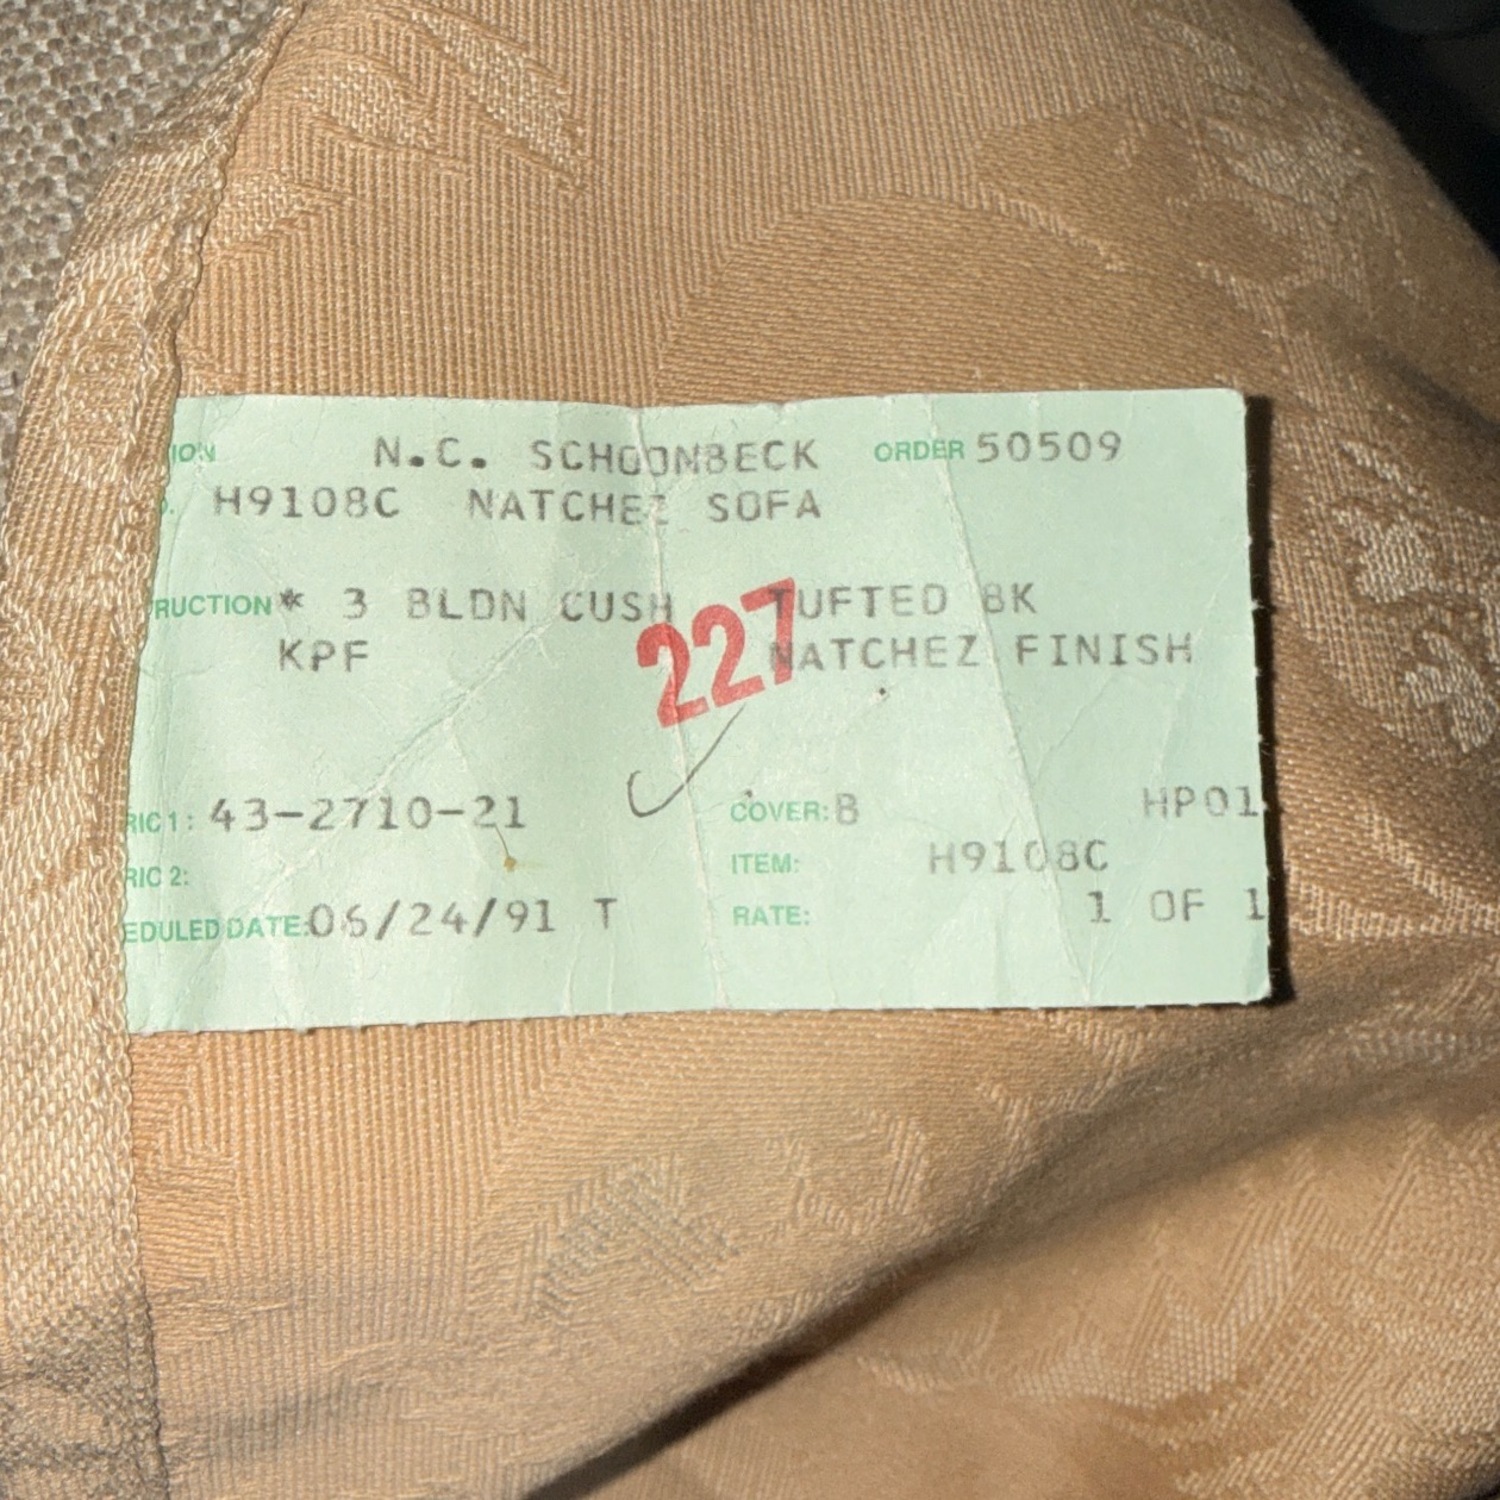 ION N.C. SCHOONBECK ORDER 50509
. H9108C NATCHEZ SOFA
RUCTION * 3 BLDN CUSH TUFTED BK
KPF NATCHEZ FINISH
227
RIC 1: 43-2710-21 COVER: B HP01
RIC 2: ITEM: H9108C
EDULED DATE: 06/24/91 T RATE: 1 OF 1